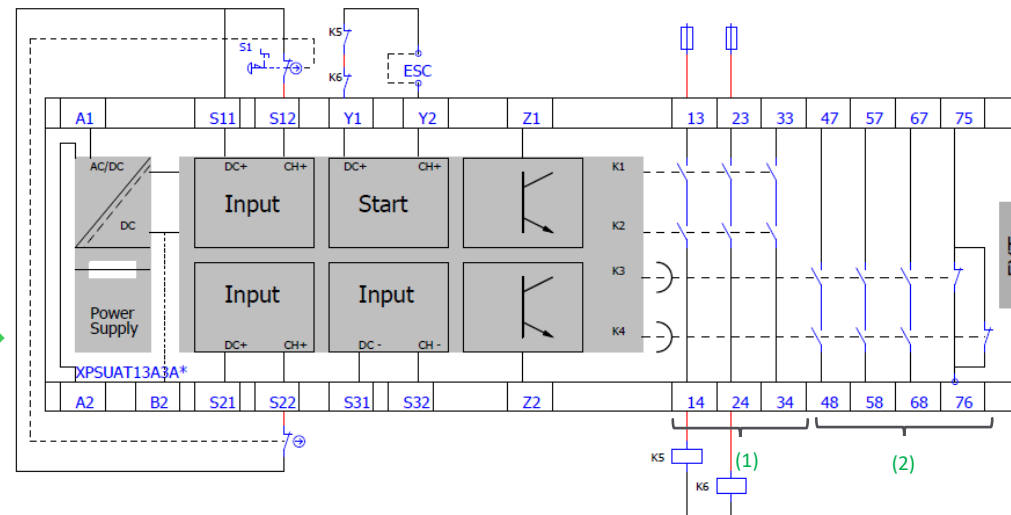 K5
S1
K6
ESC
A1 S11 S12 Y1 Y2 Z1 13 23 33 47 57 67 75
AC/DC DC+ CH+ DC+ CH+ K1
Input Start
DC K2
K3
Input Input
Power
Supply K4
DC+ CH+ DC - CH -
XPSUAT13A3A*
A2 B2 S21 S22 S31 S32 Z2 14 24 34 48 58 68 76
K5 (1) (2)
K6